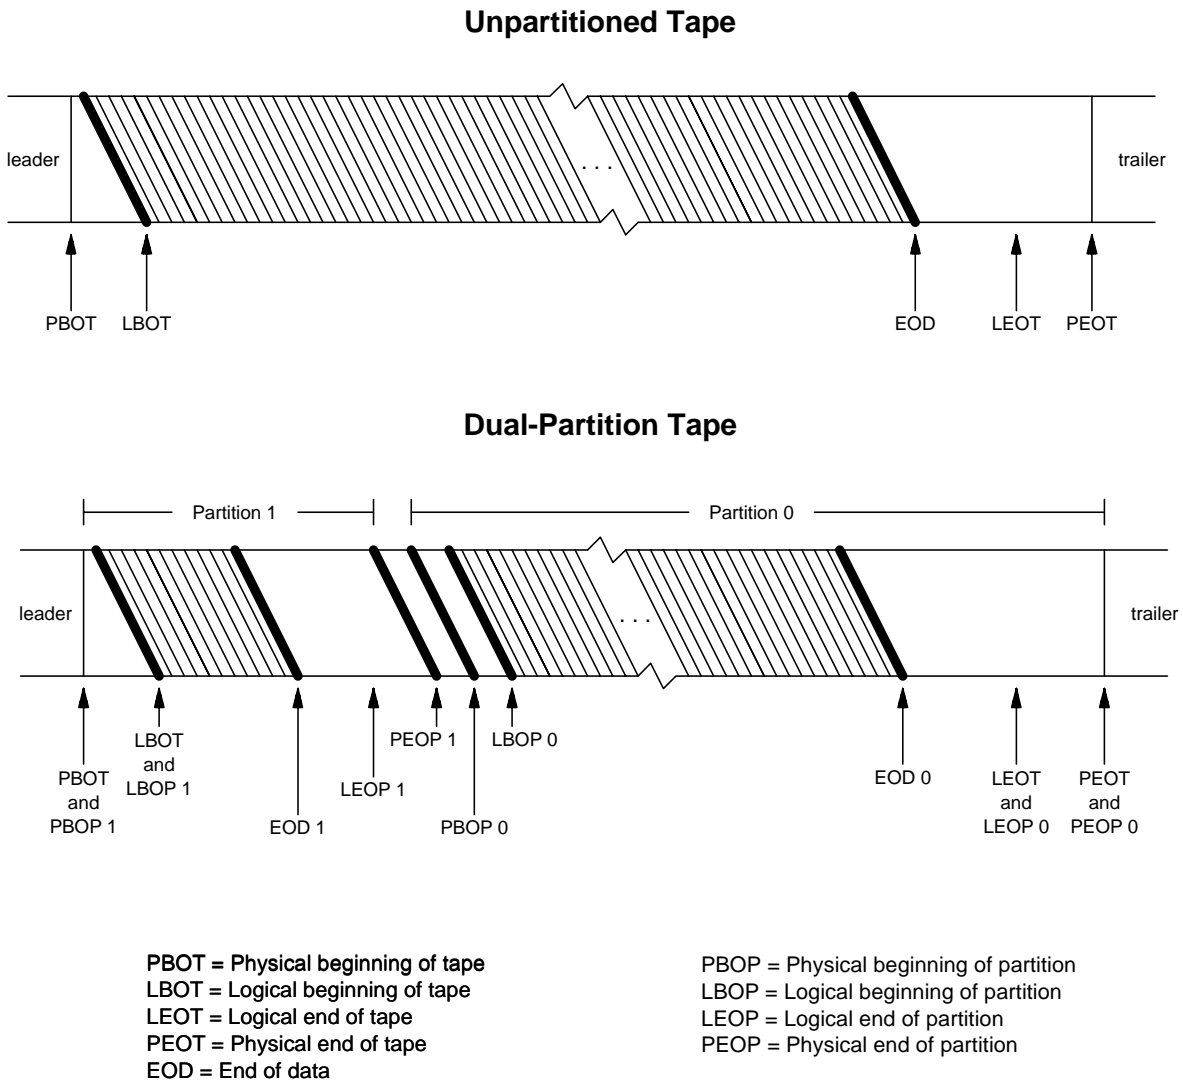 Unpartitioned Tape
leader
. . .
trailer
PBOT LBOT EOD LEOT PEOT
Dual-Partition Tape
Partition 1 Partition 0
leader
. . .
trailer
PBOT
and
PBOP 1
LBOT
and
LBOP 1
EOD 1
LEOP 1
PEOP 1
PBOP 0
LBOP 0
EOD 0
LEOT
and
LEOP 0
PEOT
and
PEOP 0
PBOT = Physical beginning of tape
LBOT = Logical beginning of tape
LEOT = Logical end of tape
PEOT = Physical end of tape
EOD = End of data
PBOP = Physical beginning of partition
LBOP = Logical beginning of partition
LEOP = Logical end of partition
PEOP = Physical end of partition